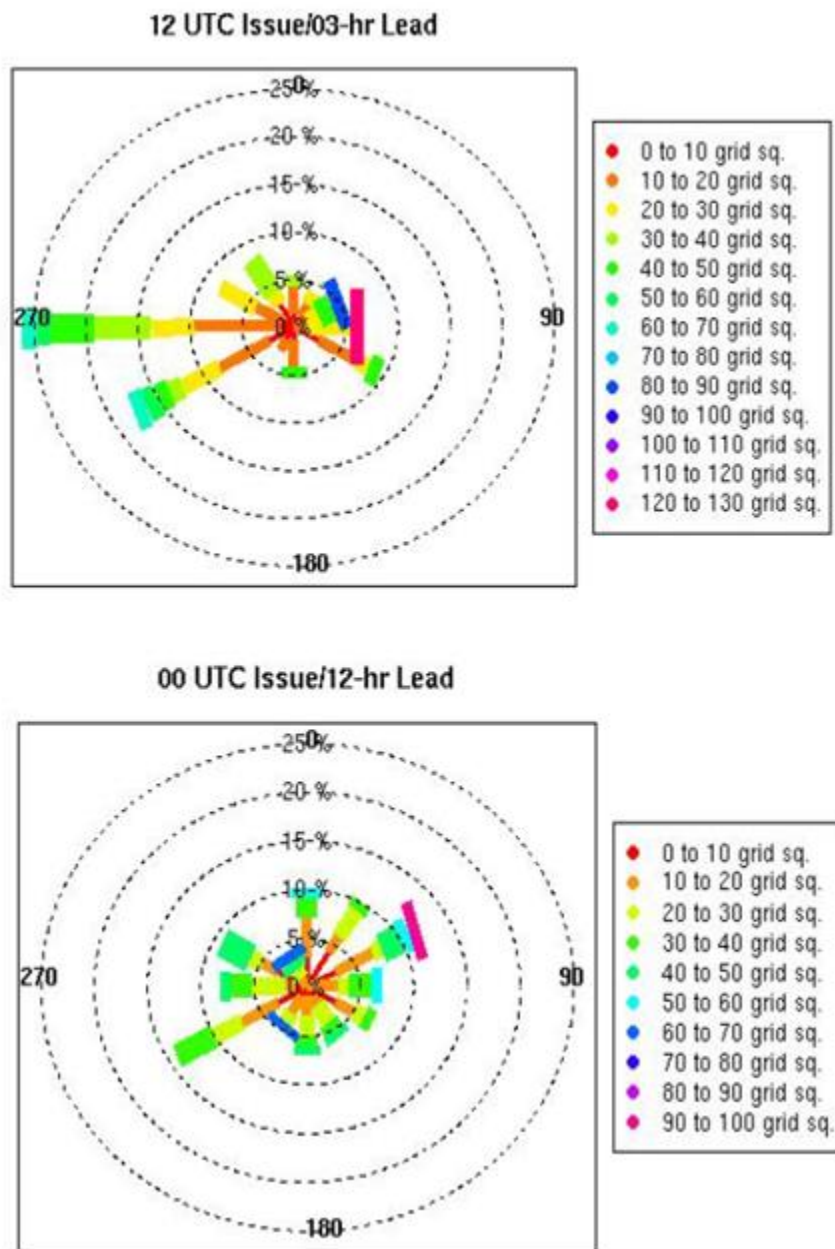 12 UTC Issue/03-hr Lead
0
25 %
20 %
15 %
10 %
5 %
0 %
270
90
180
0 to 10 grid sq.
10 to 20 grid sq.
20 to 30 grid sq.
30 to 40 grid sq.
40 to 50 grid sq.
50 to 60 grid sq.
60 to 70 grid sq.
70 to 80 grid sq.
80 to 90 grid sq.
90 to 100 grid sq.
100 to 110 grid sq.
110 to 120 grid sq.
120 to 130 grid sq.
00 UTC Issue/12-hr Lead
0
25 %
20 %
15 %
10 %
5 %
0 %
270
90
180
0 to 10 grid sq.
10 to 20 grid sq.
20 to 30 grid sq.
30 to 40 grid sq.
40 to 50 grid sq.
50 to 60 grid sq.
60 to 70 grid sq.
70 to 80 grid sq.
80 to 90 grid sq.
90 to 100 grid sq.